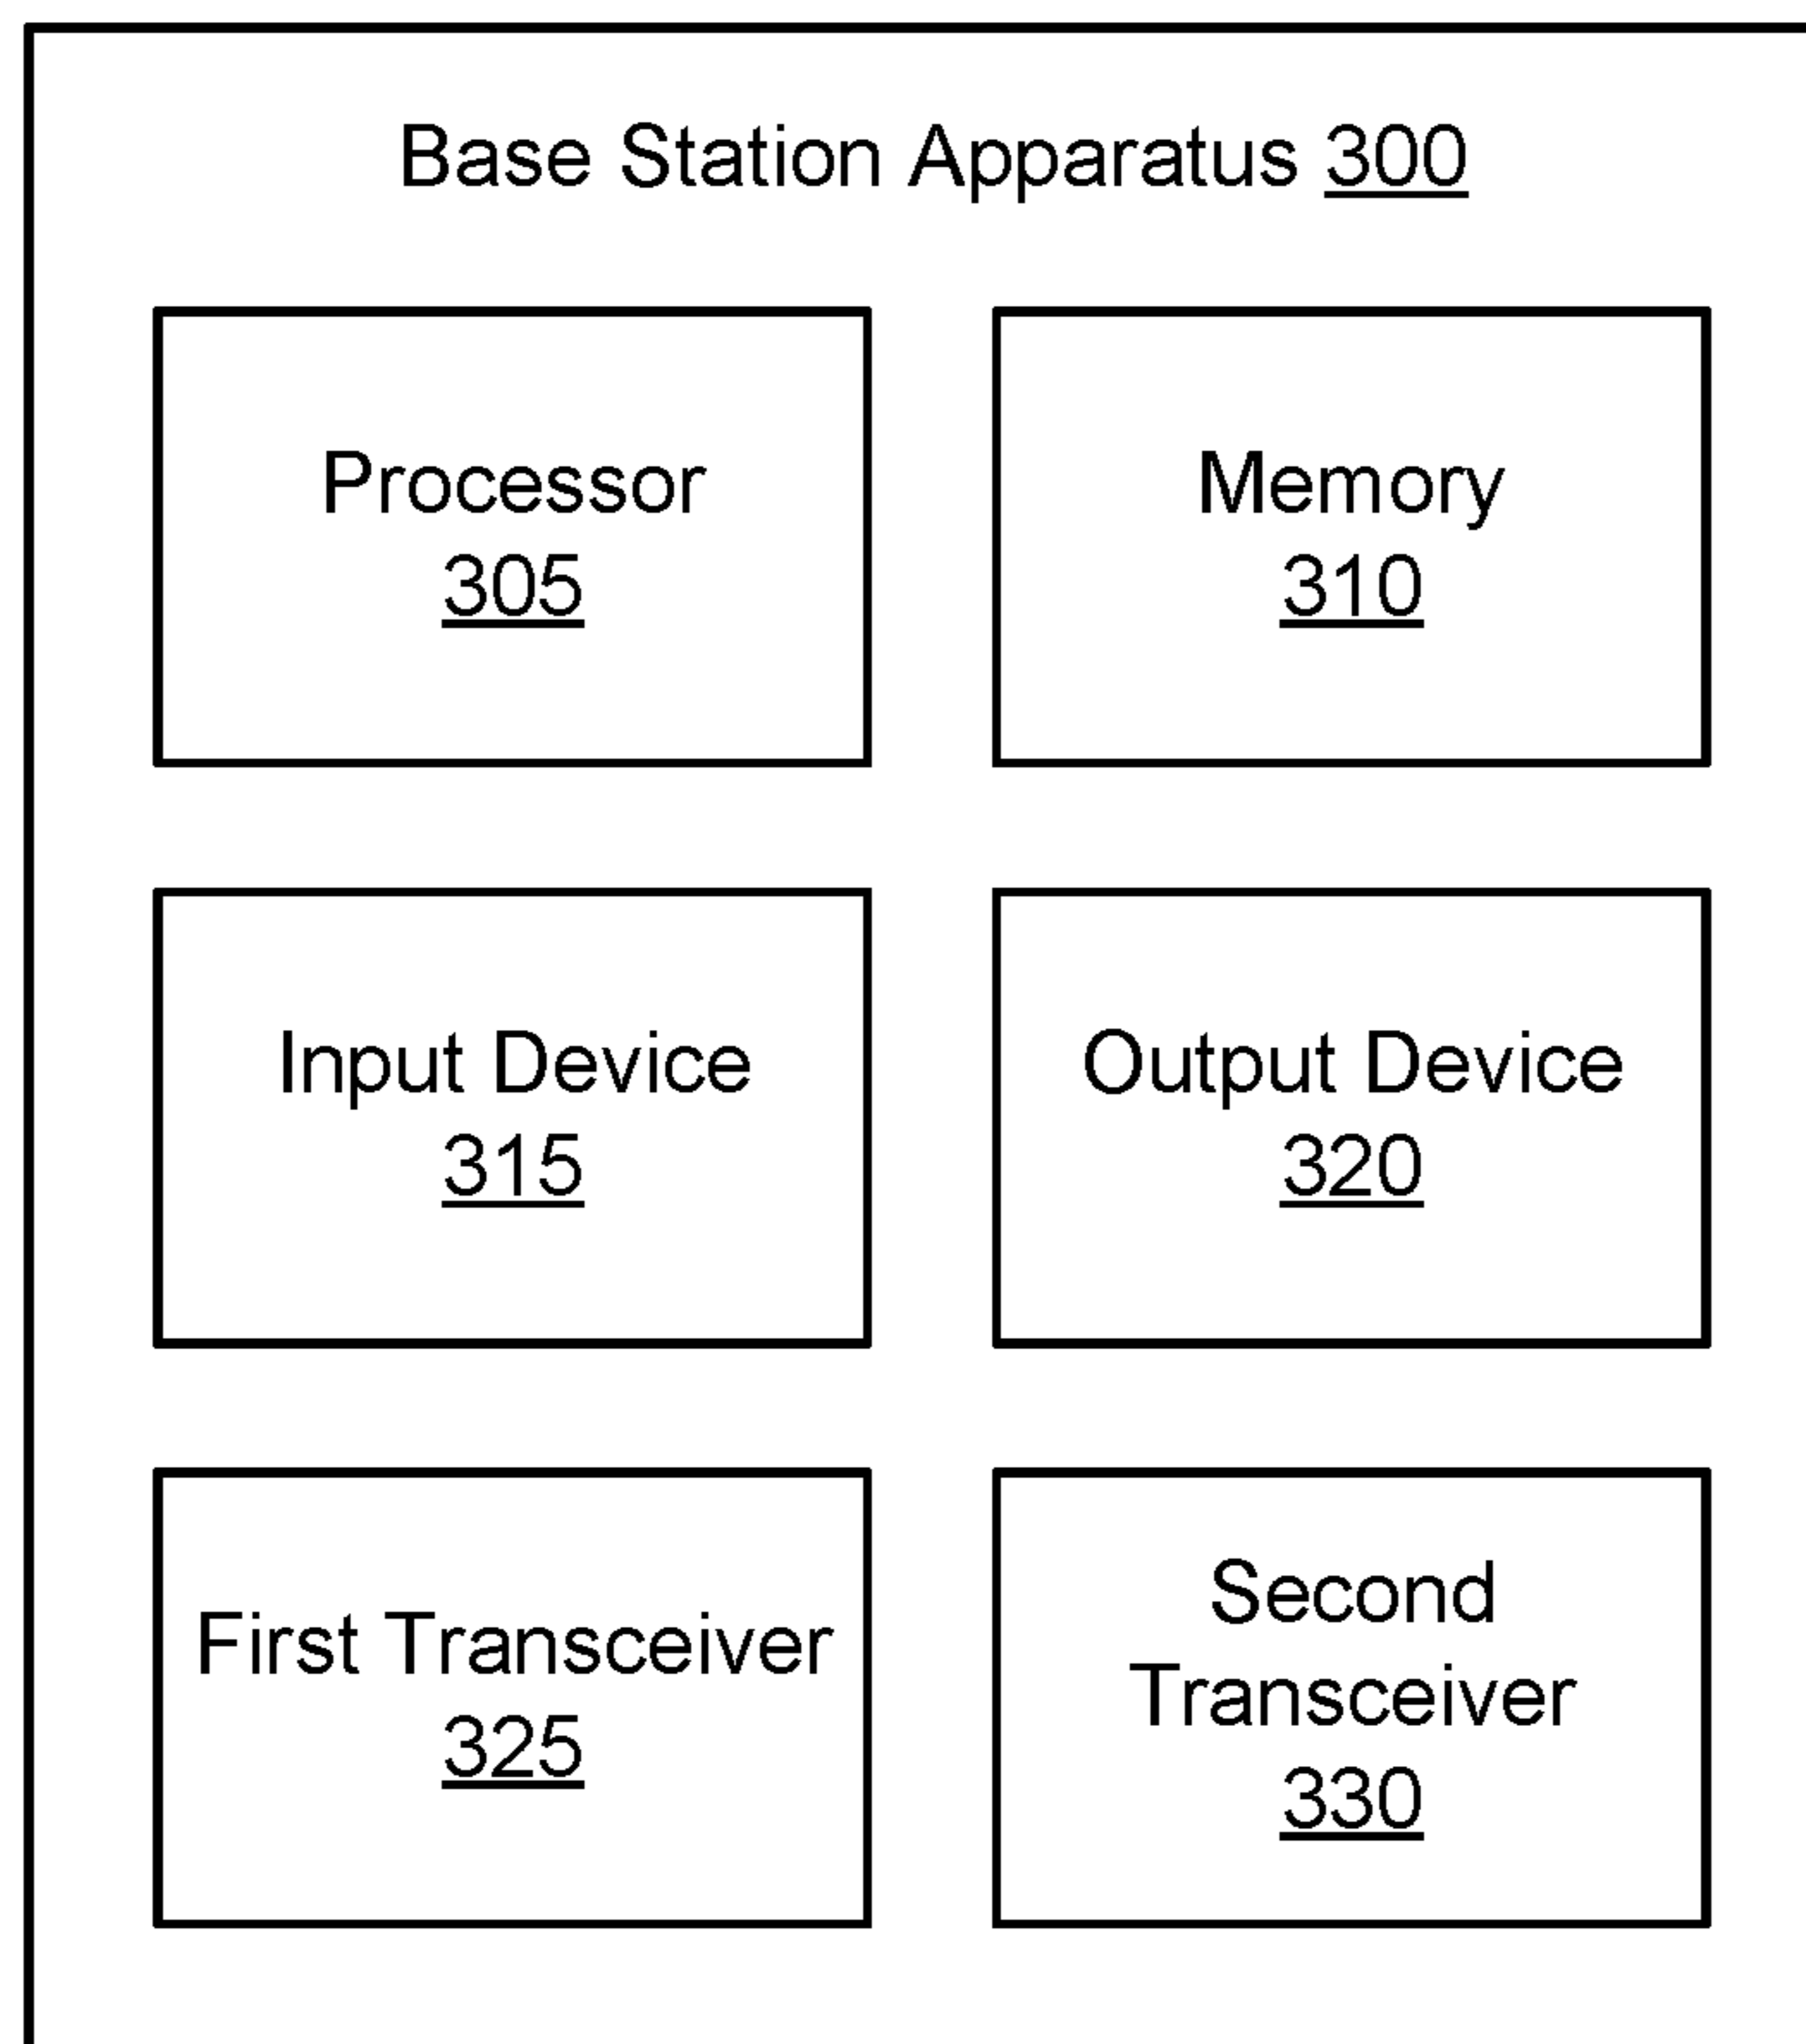 Base Station Apparatus 300
Processor
305
Memory
310
Input Device
315
Output Device
320
First Transceiver
325
Second
Transceiver
330